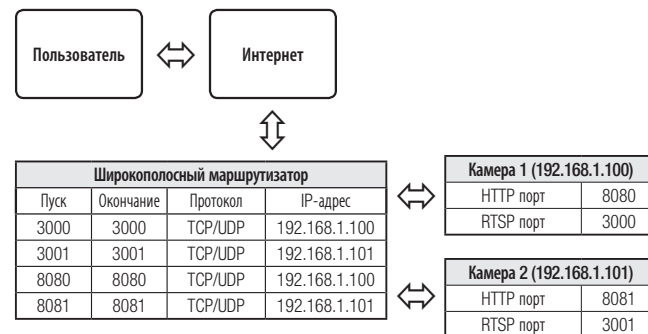 Пользователь
Интернет
Широкополосный маршрутизатор
Пуск Окончание Протокол IP-адрес
3000 3000 TCP/UDP 192.168.1.100
3001 3001 TCP/UDP 192.168.1.101
8080 8080 TCP/UDP 192.168.1.100
8081 8081 TCP/UDP 192.168.1.101
Камера 1 (192.168.1.100)
HTTP порт 8080
RTSP порт 3000
Камера 2 (192.168.1.101)
HTTP порт 8081
RTSP порт 3001